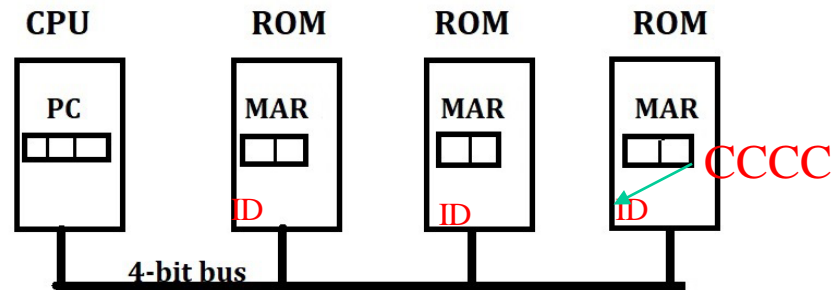 CPU ROM ROM ROM
PC MAR MAR MAR
CCCC
ID ID ID
4-bit bus